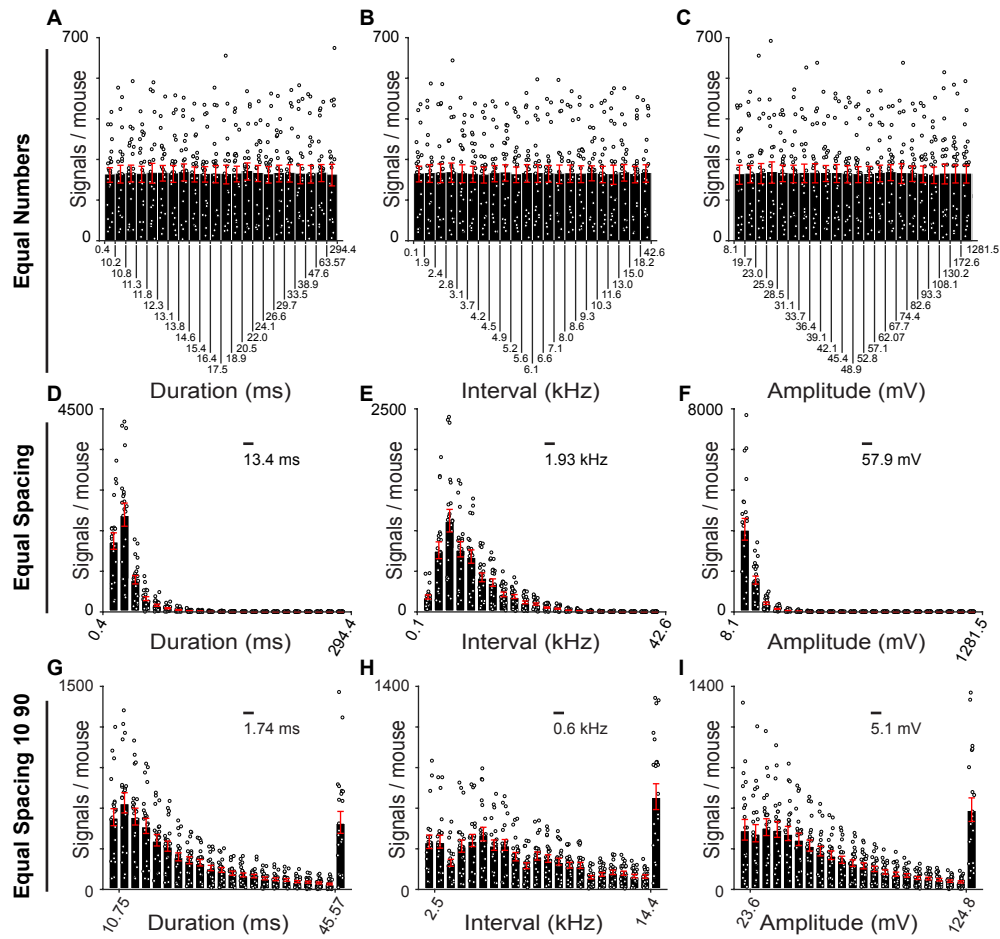 A
B
C
Equal Numbers
Signals / mouse
700
0
0.4
10.2
10.8
11.3
11.8
12.3
13.1
13.8
14.6
15.4
16.4
17.5
18.9
20.5
22.0
24.1
26.6
29.7
33.5
38.9
47.6
63.57
294.4
Duration (ms)
Signals / mouse
700
0
0.1
1.9
2.4
2.8
3.1
3.7
4.2
4.5
4.9
5.2
5.6
6.1
6.6
7.1
8.0
8.6
9.3
10.3
11.6
13.0
15.0
18.2
42.6
Interval (kHz)
Signals / mouse
700
0
8.1
19.7
23.0
25.9
28.5
31.1
33.7
36.4
39.1
42.1
45.4
48.9
52.8
57.1
62.07
67.7
74.4
82.6
93.3
108.1
130.2
172.6
1281.5
Amplitude (mV)
Equal Spacing
D
Signals / mouse
4500
0
13.4 ms
0.4
294.4
Duration (ms)
E
Signals / mouse
2500
0
1.93 kHz
0.1
42.6
Interval (kHz)
F
Signals / mouse
8000
0
57.9 mV
8.1
1281.5
Amplitude (mV)
Equal Spacing 10 90
G
Signals / mouse
1500
0
1.74 ms
10.75
45.57
Duration (ms)
H
Signals / mouse
1400
0
0.6 kHz
2.5
14.4
Interval (kHz)
I
Signals / mouse
1400
0
5.1 mV
23.6
124.8
Amplitude (mV)